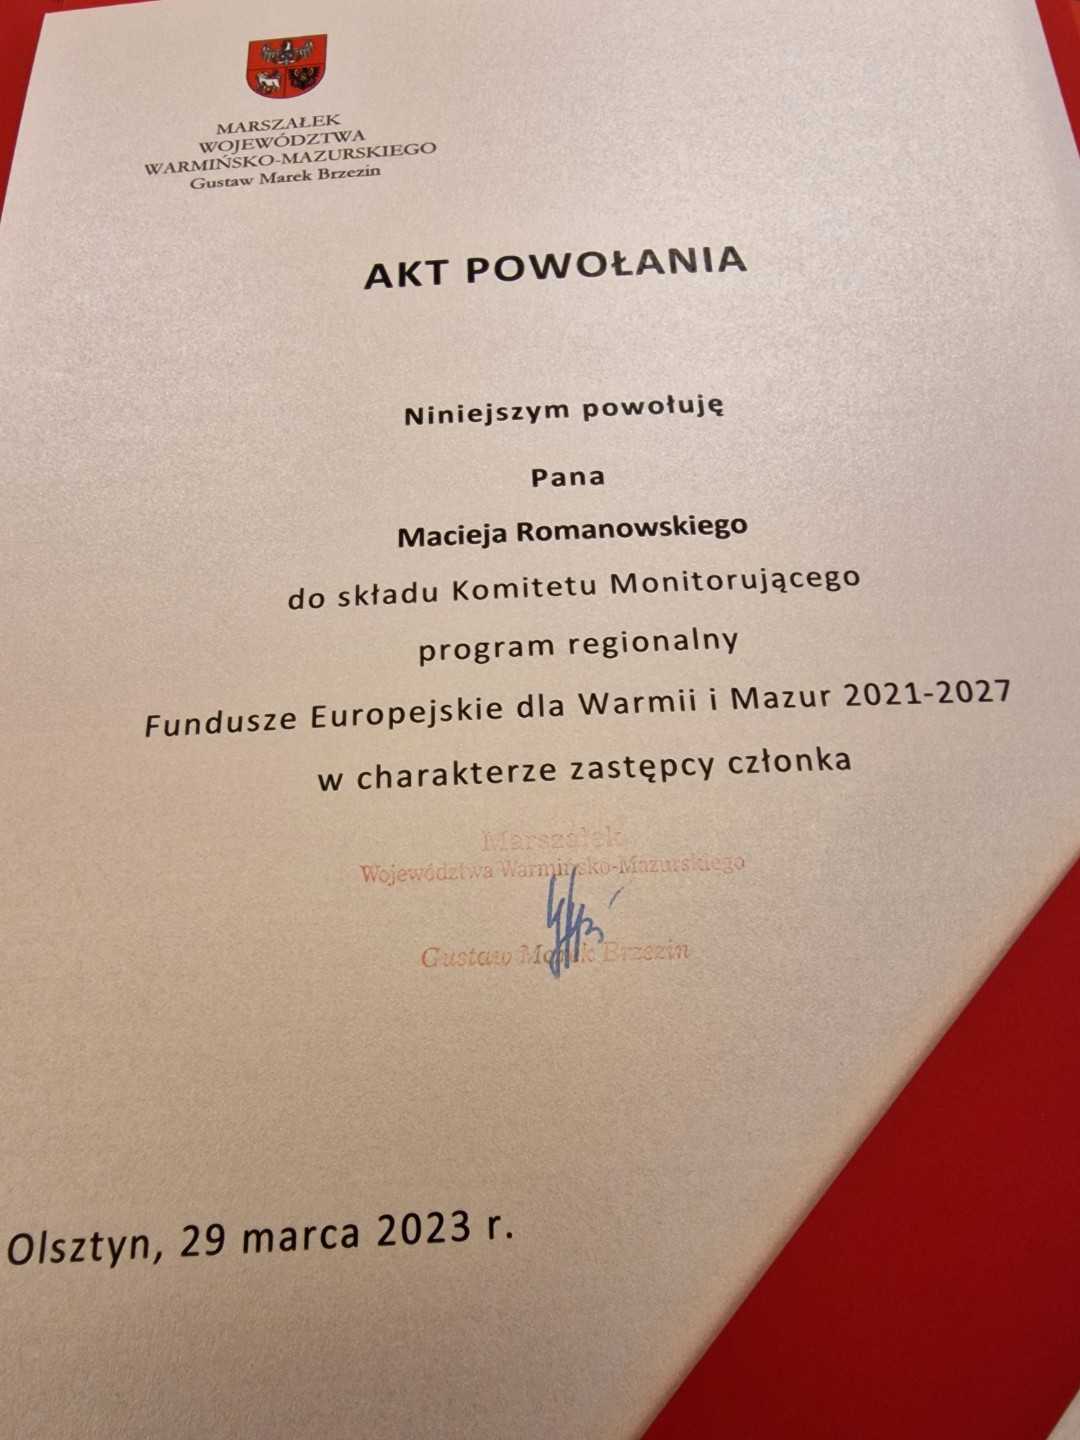 MARSZAŁEK
WOJEWÓDZTWA
WARMIŃSKO-MAZURSKIEGO
Gustaw Marek Brzezin
AKT POWOŁANIA
Niniejszym powołuję
Pana
Macieja Romanowskiego
do składu Komitetu Monitorującego
program regionalny
Fundusze Europejskie dla Warmii i Mazur 2021-2027
w charakterze zastępcy członka
Marszałek
Województwa Warmińsko-Mazurskiego
Gustaw Marek Brzezin
Olsztyn, 29 marca 2023 r.